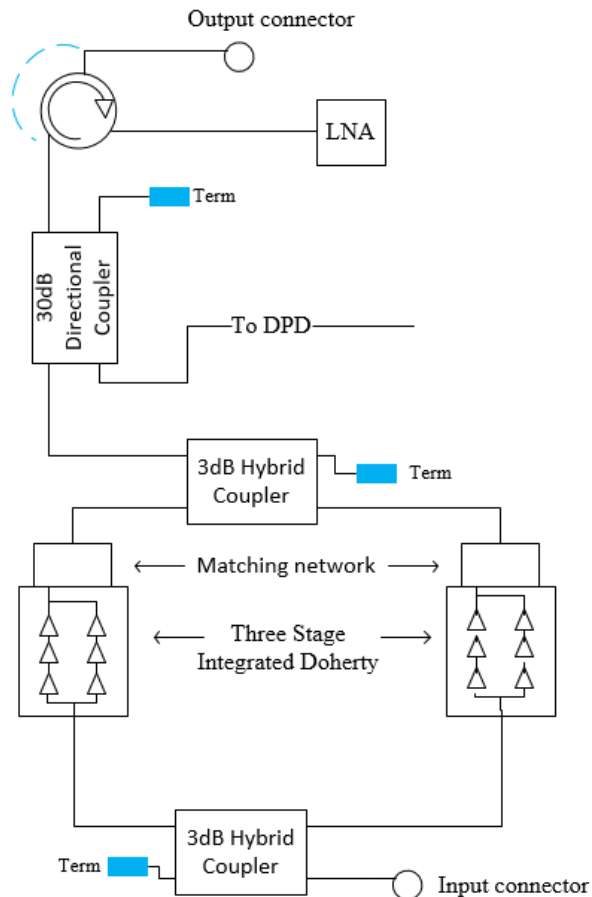 Output connector
LNA
Term
30dB
Directional
Coupler
To DPD
3dB Hybrid
Coupler
Term
Matching network
Three Stage
Integrated Doherty
3dB Hybrid
Coupler
Term
Input connector